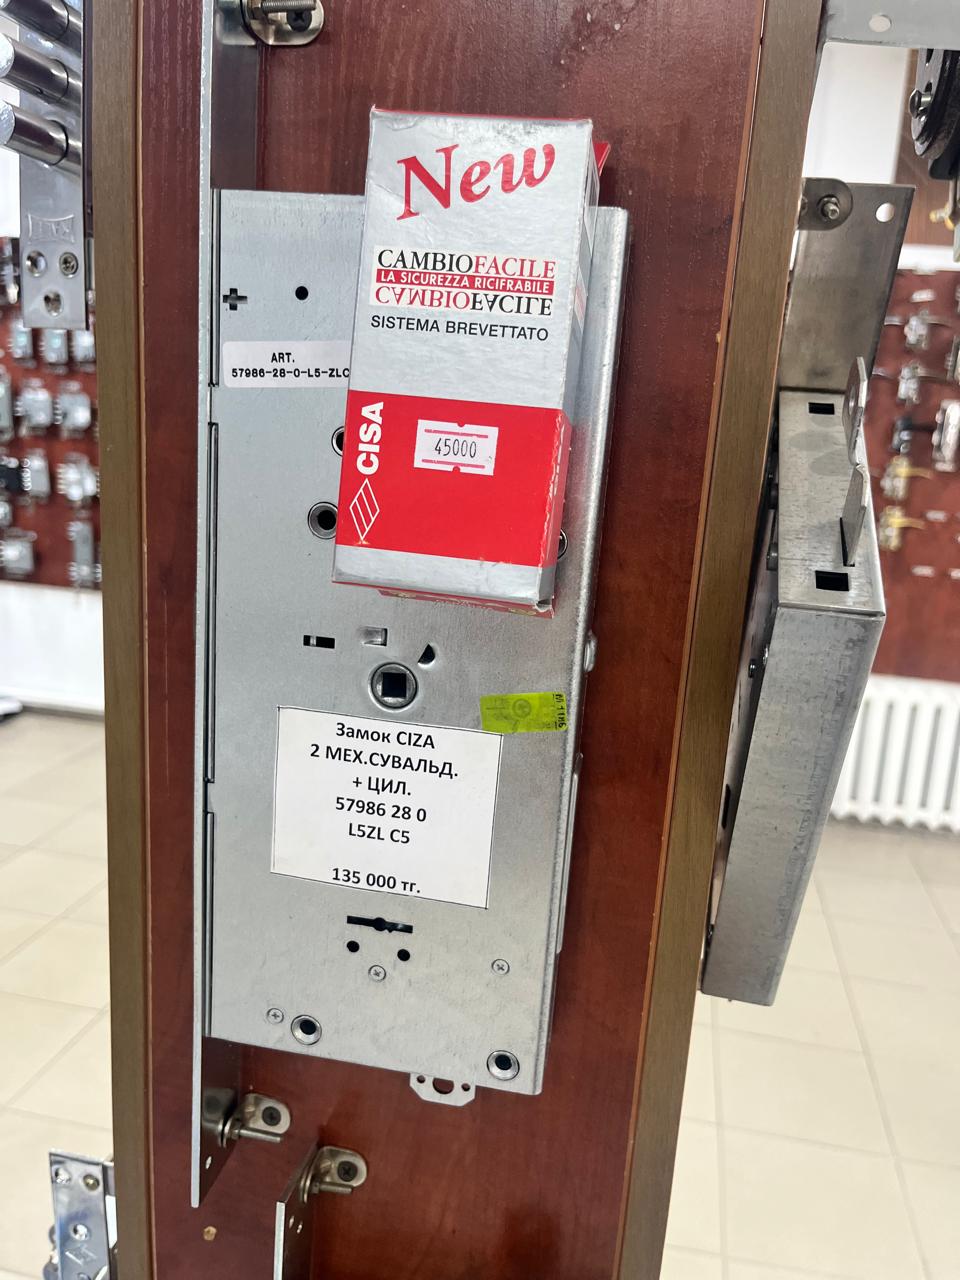 New
CAMBIOFACILE
LA SICUREZZA RICIFRABILE
CAMBIOFACILE
SISTEMA BREVETTATO
ART.
57986-28-0-L5-ZLC
CISA
45000
Замок CIZA
2 МЕХ.СУВАЛЬД.
+ ЦИЛ.
57986 28 0
L5ZL C5
135 000 тг.